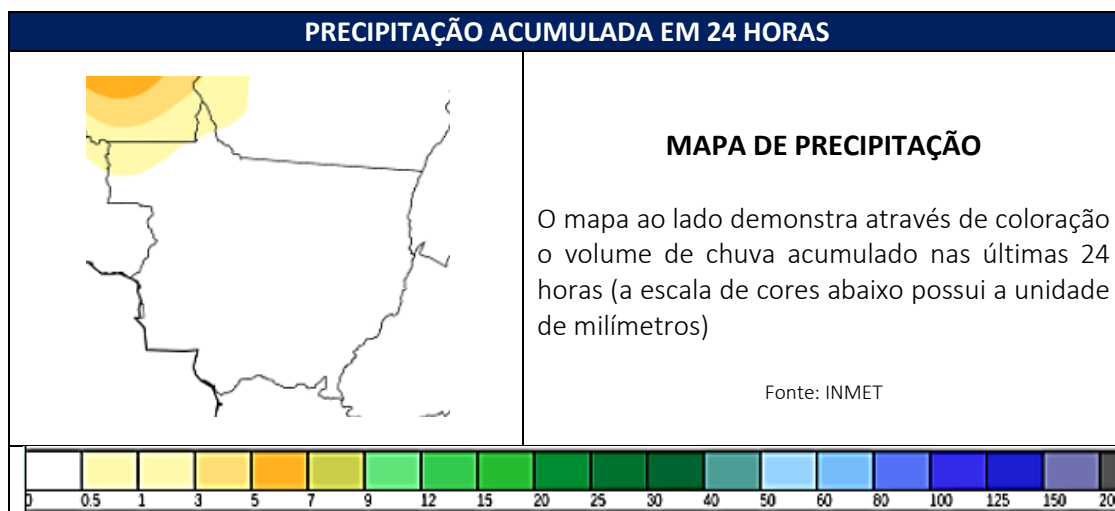 PRECIPITAÇÃO ACUMULADA EM 24 HORAS
MAPA DE PRECIPITAÇÃO
O mapa ao lado demonstra através de coloração
o volume de chuva acumulado nas últimas 24
horas (a escala de cores abaixo possui a unidade
de milímetros)
Fonte: INMET
0 0.5 1 3 5 7 9 12 15 20 25 30 40 50 60 80 100 125 150